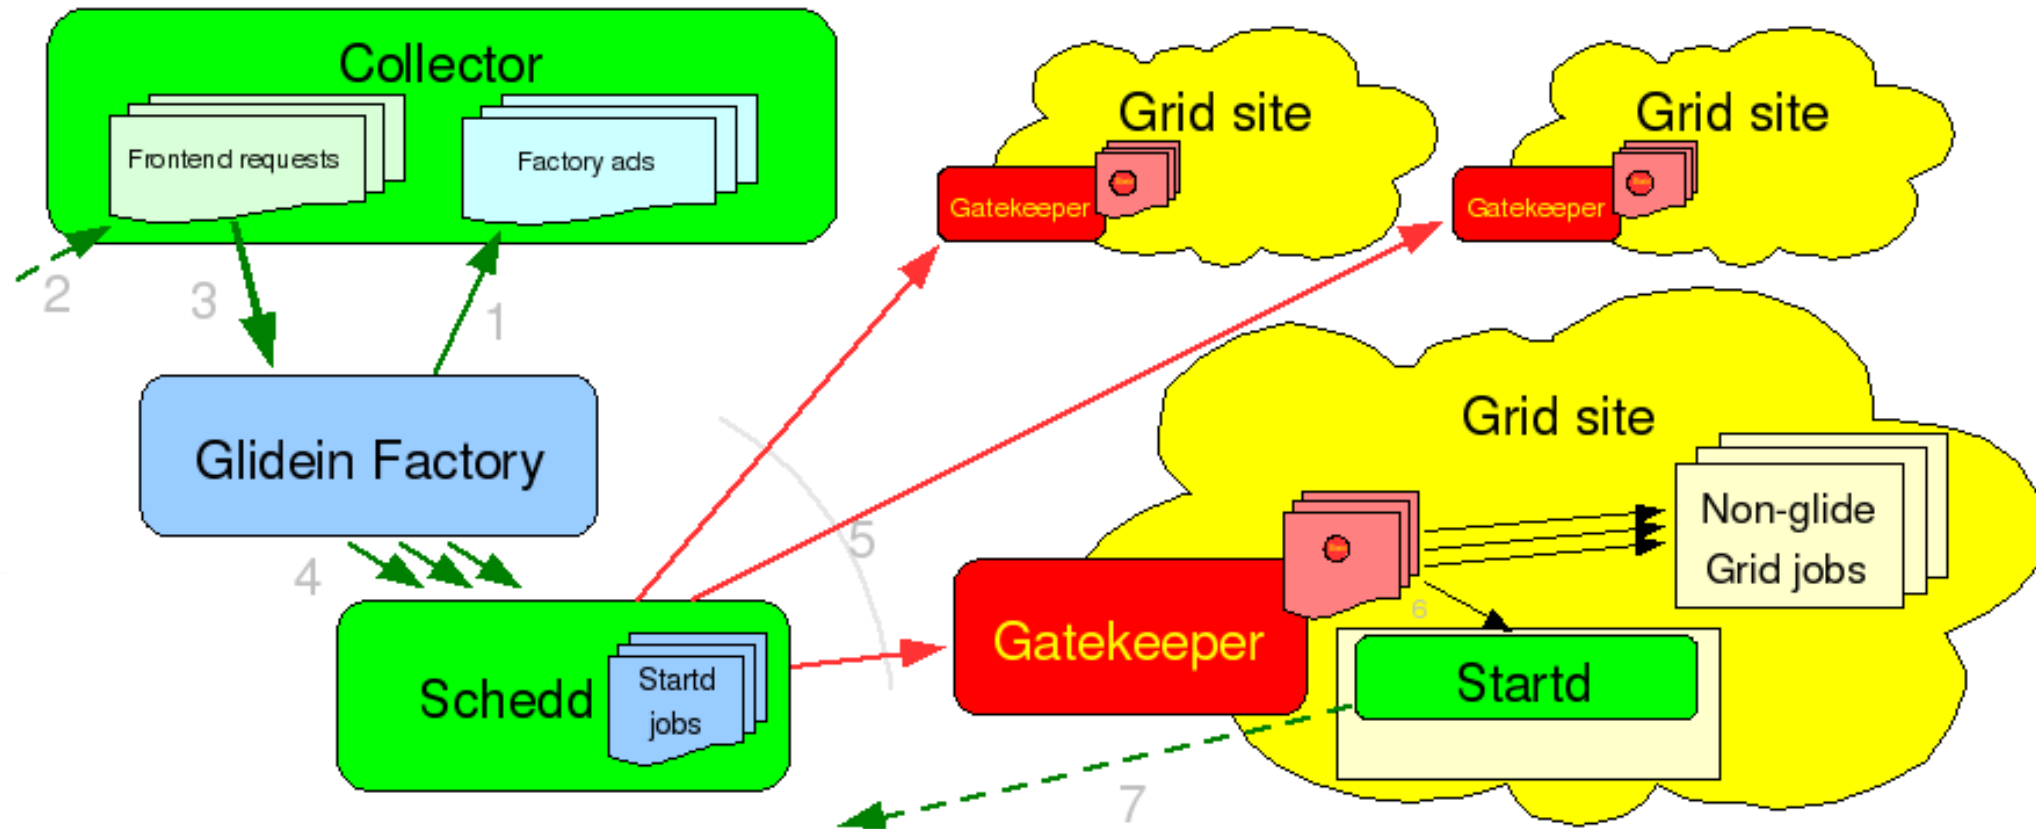 Collector
Frontend requests
Factory ads
2
3
1
Glidein Factory
4
Schedd
Startd
jobs
5
Grid site
Gatekeeper
Grid site
Gatekeeper
Grid site
Gatekeeper
Non-glide
Grid jobs
6
Startd
7